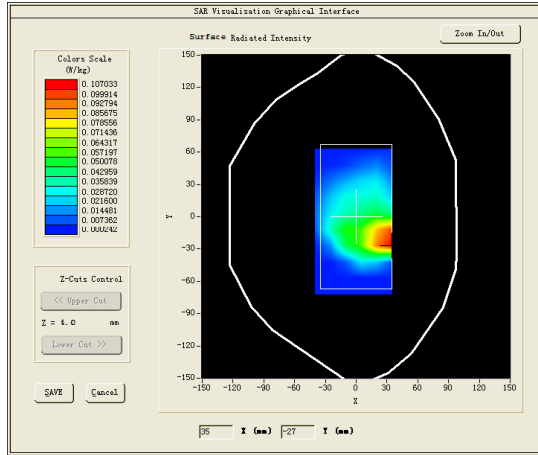 SAR Visualisation Graphical Interface
Surface Radiated Intensity
Zoom In/Out
Colors Scale
(W/kg)
0.107033
0.099914
0.092794
0.085675
0.078556
0.071436
0.064317
0.057197
0.050078
0.042959
0.035839
0.028720
0.021600
0.014481
0.007362
0.000242
Z-Cuts Control
<< Upper Cut
Z = 4.0 mm
Lower Cut >>
SAVE
Cancel
150
120
90
60
30
0
-30
-60
-90
-120
-150
Y
-150 -120 -90 -60 -30 0 30 60 90 120 150
X
35 X (mm) -27 Y (mm)